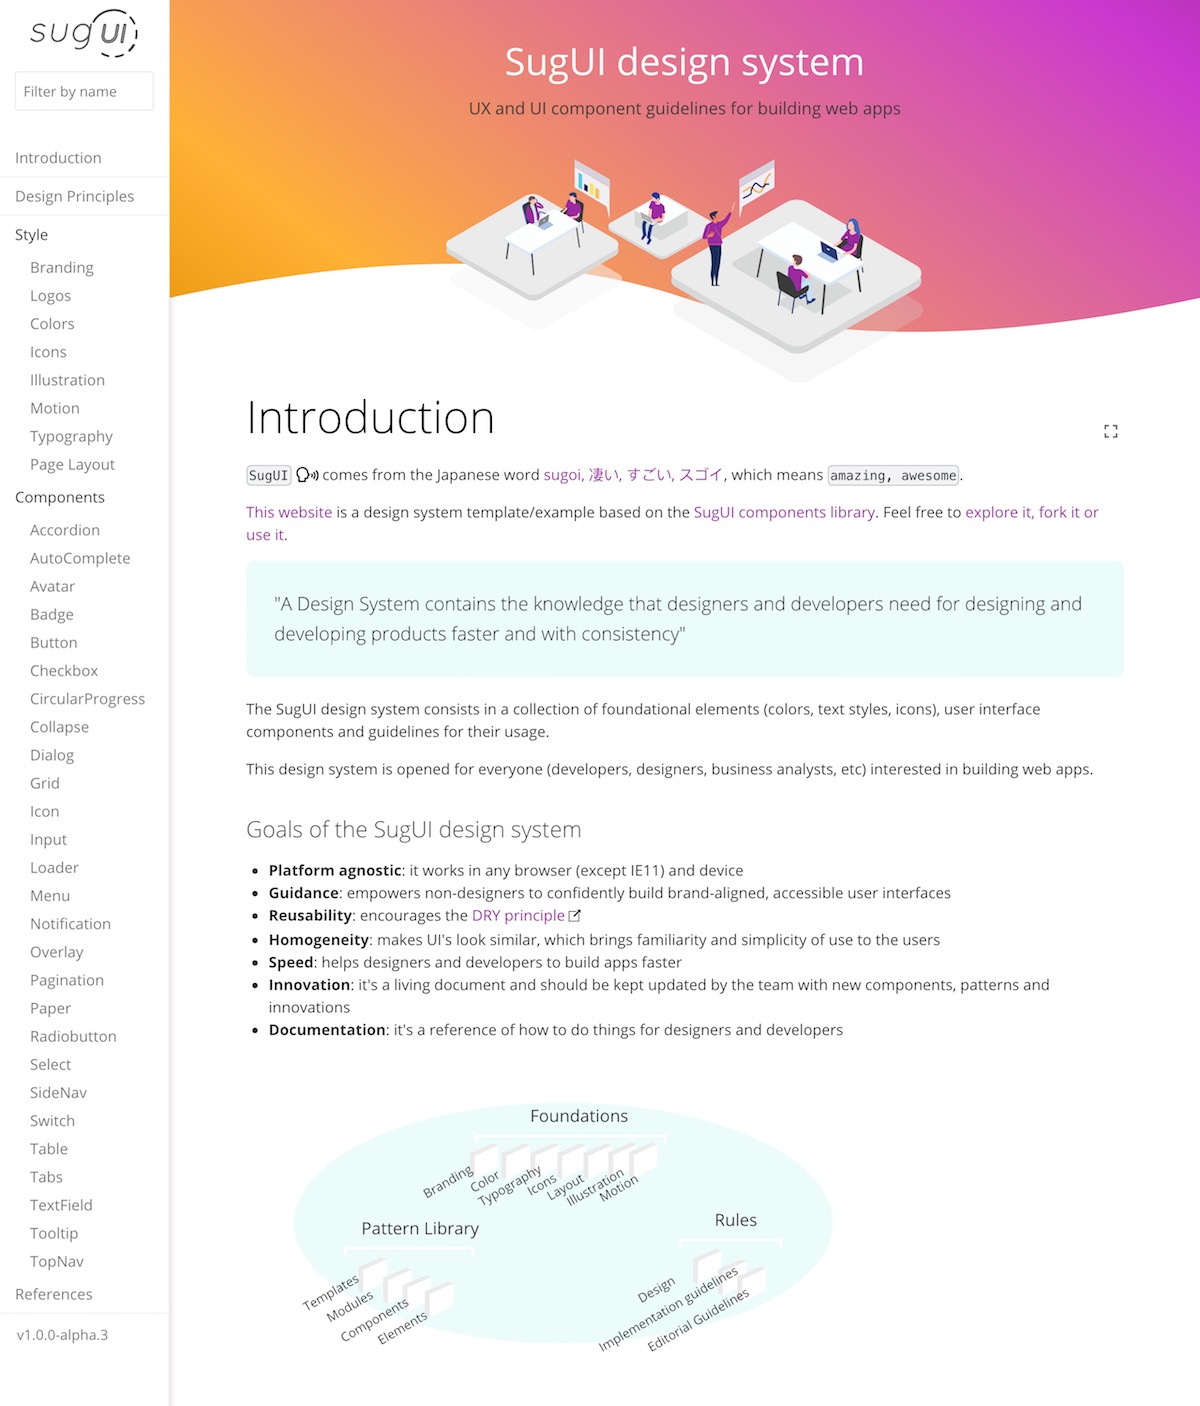 sugUI
Filter by name
Introduction
Design Principles
Style
Branding
Logos
Colors
Icons
Illustration
Motion
Typography
Page Layout
Components
Accordion
AutoComplete
Avatar
Badge
Button
Checkbox
CircularProgress
Collapse
Dialog
Grid
Icon
Input
Loader
Menu
Notification
Overlay
Pagination
Paper
Radiobutton
Select
SideNav
Switch
Table
Tabs
TextField
Tooltip
TopNav
References
v1.0.0-alpha.3
SugUI design system
UX and UI component guidelines for building web apps
Introduction
SugUI comes from the Japanese word sugoi, 凄い, すごい, スゴイ, which means amazing, awesome.
This website is a design system template/example based on the SugUI components library. Feel free to explore it, fork it or
use it.
"A Design System contains the knowledge that designers and developers need for designing and
developing products faster and with consistency"
The SugUI design system consists in a collection of foundational elements (colors, text styles, icons), user interface
components and guidelines for their usage.
This design system is opened for everyone (developers, designers, business analysts, etc) interested in building web apps.
Goals of the SugUI design system
• Platform agnostic: it works in any browser (except IE11) and device
• Guidance: empowers non-designers to confidently build brand-aligned, accessible user interfaces
• Reusability: encourages the DRY principle
• Homogeneity: makes UI's look similar, which brings familiarity and simplicity of use to the users
• Speed: helps designers and developers to build apps faster
• Innovation: it's a living document and should be kept updated by the team with new components, patterns and
innovations
• Documentation: it's a reference of how to do things for designers and developers
Foundations
Branding
Color
Typography
Icons
Layout
Illustration
Motion
Pattern Library
Templates
Modules
Components
Elements
Rules
Design
Implementation guidelines
Editorial Guidelines